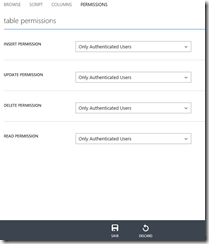 BROWSE SCRIPT COLUMNS PERMISSIONS
table permissions
INSERT PERMISSION Only Authenticated Users
UPDATE PERMISSION Only Authenticated Users
DELETE PERMISSION Only Authenticated Users
READ PERMISSION Only Authenticated Users
SAVE DISCARD